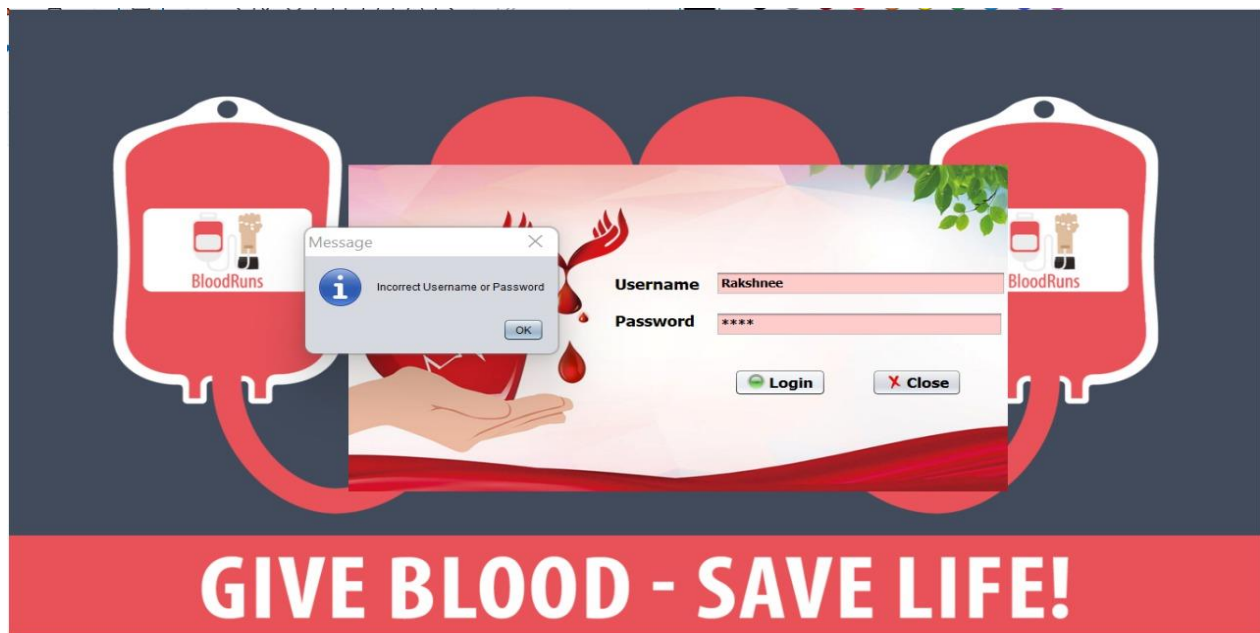 BloodRuns
Message
Incorrect Username or Password
OK
Username Rakshnee
Password ****
Login Close
BloodRuns
GIVE BLOOD - SAVE LIFE!